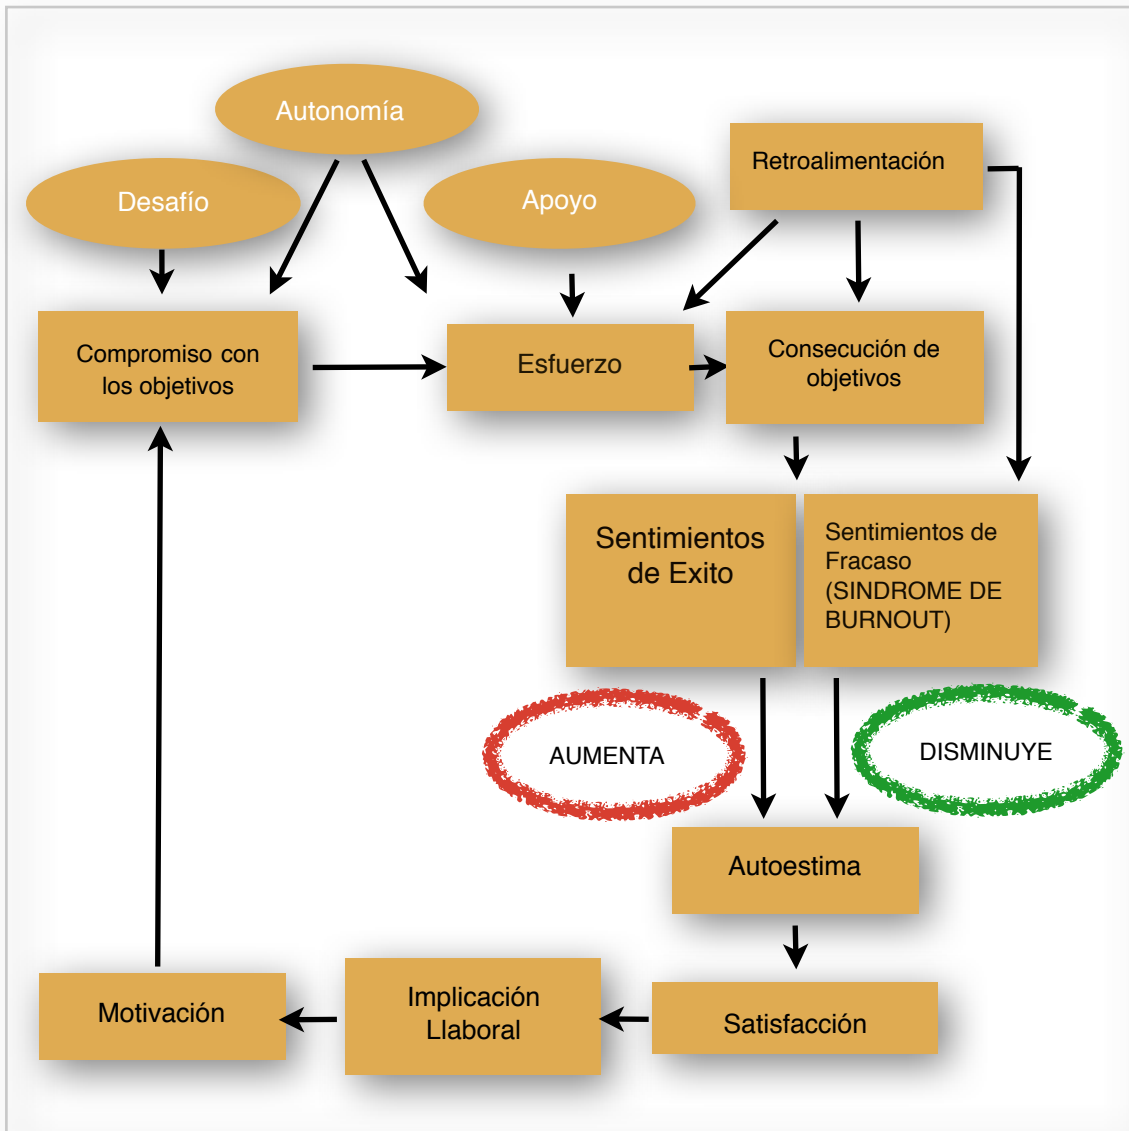 Autonomía
Desafío
Apoyo
Retroalimentación
Compromiso con
los objetivos
Esfuerzo
Consecución de
objetivos
Sentimientos
de Exito
Sentimientos de
Fracaso
(SINDROME DE
BURNOUT)
AUMENTA
DISMINUYE
Autoestima
Motivación
Implicación
Llaboral
Satisfacción